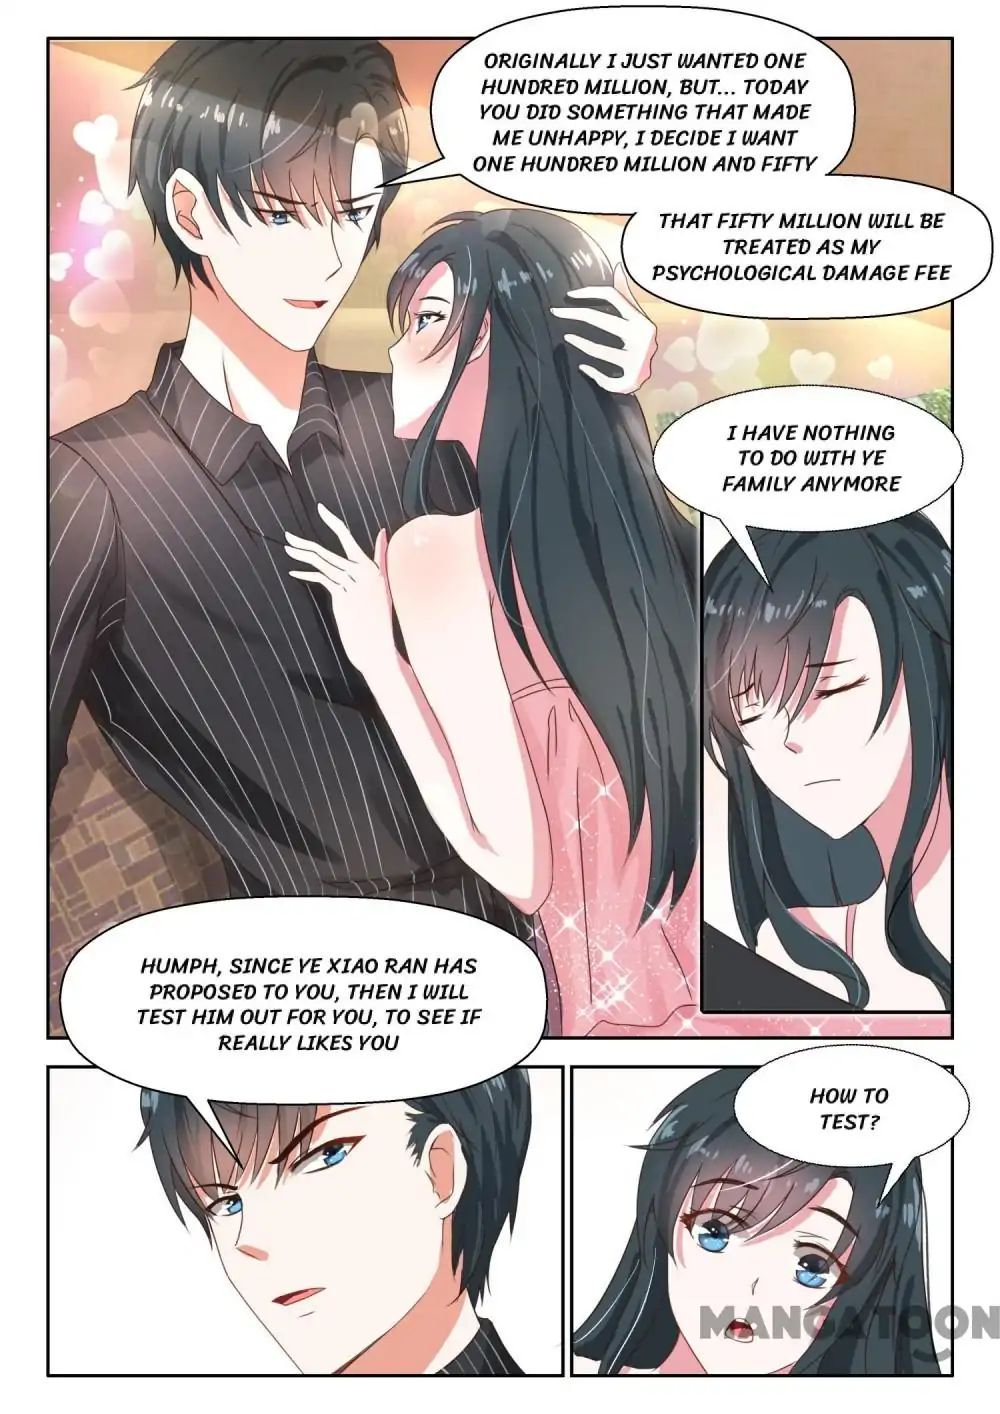 ORIGINALLY I JUST WANTED ONE
HUNDRED MILLION, BUT... TODAY
YOU DID SOMETHING THAT MADE
ME UNHAPPY, I DECIDE I WANT
ONE HUNDRED MILLION AND FIFTY
THAT FIFTY MILLION WILL BE
TREATED AS MY
PSYCHOLOGICAL DAMAGE FEE
I HAVE NOTHING
TO DO WITH YE
FAMILY ANYMORE
HUMPH, SINCE YE XIAO RAN HAS
PROPOSED TO YOU, THEN I WILL
TEST HIM OUT FOR YOU, TO SEE IF
REALLY LIKES YOU
HOW TO
TEST?
MANGATOON